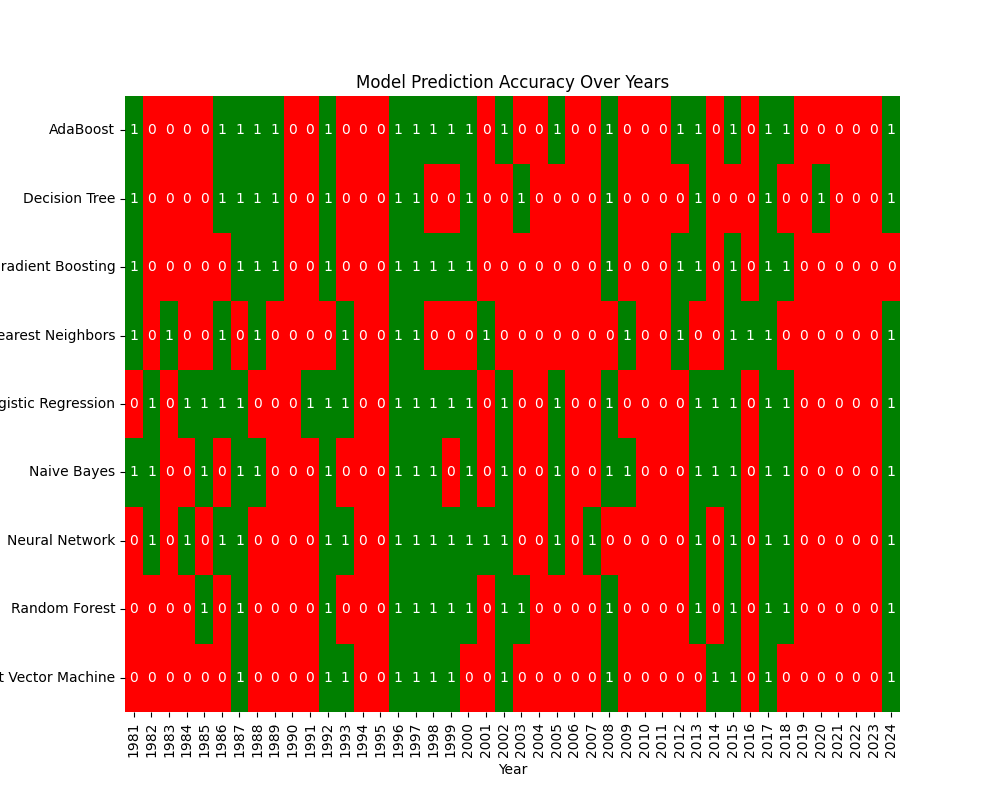 Model Prediction Accuracy Over Years
AdaBoost 1 0 0 0 0 1 1 1 1 0 0 1 0 0 0 1 1 1 1 1 0 1 0 0 1 0 0 1 0 0 0 1 1 0 1 0 1 1 0 0 0 0 0 1
Decision Tree 1 0 0 0 0 1 1 1 1 0 0 1 0 0 0 1 1 0 0 1 0 0 1 0 0 0 0 1 0 0 0 0 1 0 0 0 1 0 0 1 0 0 0 1
radient Boosting 1 0 0 0 0 0 1 1 1 0 0 1 0 0 0 1 1 1 1 1 0 0 0 0 0 0 0 1 0 0 0 1 1 0 1 0 1 1 0 0 0 0 0 0
earest Neighbors 1 0 1 0 0 1 0 1 0 0 0 0 1 0 0 1 1 0 0 0 1 0 0 0 0 0 0 0 1 0 0 1 0 0 1 1 1 0 0 0 0 0 0 1
gistic Regression 0 1 0 1 1 1 1 0 0 0 1 1 1 0 0 1 1 1 1 1 0 1 0 0 1 0 0 1 0 0 0 0 1 1 1 0 1 1 0 0 0 0 0 1
Naive Bayes 1 1 0 0 1 0 1 1 0 0 0 1 0 0 0 1 1 1 0 1 0 1 0 0 1 0 0 1 1 0 0 0 1 1 1 0 1 1 0 0 0 0 0 1
Neural Network 0 1 0 1 0 1 1 0 0 0 0 1 1 0 0 1 1 1 1 1 1 1 0 0 1 0 1 0 0 0 0 0 1 0 1 0 1 1 0 0 0 0 0 1
Random Forest 0 0 0 0 1 0 1 0 0 0 0 1 0 0 0 1 1 1 1 1 0 1 1 0 0 0 0 1 0 0 0 0 1 0 1 0 1 1 0 0 0 0 0 1
t Vector Machine 0 0 0 0 0 0 1 0 0 0 0 1 1 0 0 1 1 1 1 0 0 1 0 0 0 0 0 1 0 0 0 0 0 1 1 0 1 0 0 0 0 0 0 1
1981 1982 1983 1984 1985 1986 1987 1988 1989 1990 1991 1992 1993 1994 1995 1996 1997 1998 1999 2000 2001 2002 2003 2004 2005 2006 2007 2008 2009 2010 2011 2012 2013 2014 2015 2016 2017 2018 2019 2020 2021 2022 2023 2024
Year